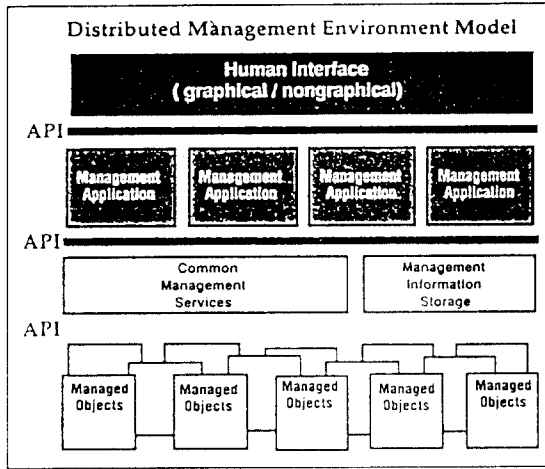 Distributed Management Environment Model
Human Interface
( graphical / nongraphical)
API
Management Application
Management Application
Management Application
Management Application
API
Common
Management
Services
Management
Information
Storage
API
Managed Objects
Managed Objects
Managed Objects
Managed Objects
Managed Objects